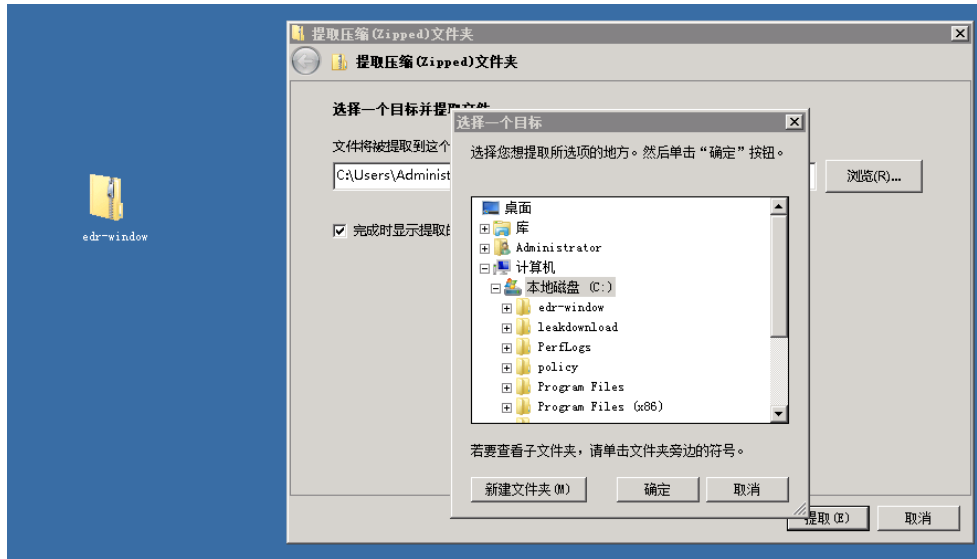 提取压缩(Zipped)文件夹
提取压缩(Zipped)文件夹
选择一个目标并提取文件
文件将被提取到这个
C:\Users\Administ
浏览(R)...
完成时显示提取的
edr-window
选择一个目标
选择您想提取所选项的地方。然后单击“确定”按钮。
桌面
库
Administrator
计算机
本地磁盘 (C:)
edr-window
leakdownload
PerfLogs
policy
Program Files
Program Files (x86)
若要查看子文件夹，请单击文件夹旁边的符号。
新建文件夹(M)
确定
取消
提取(E)
取消